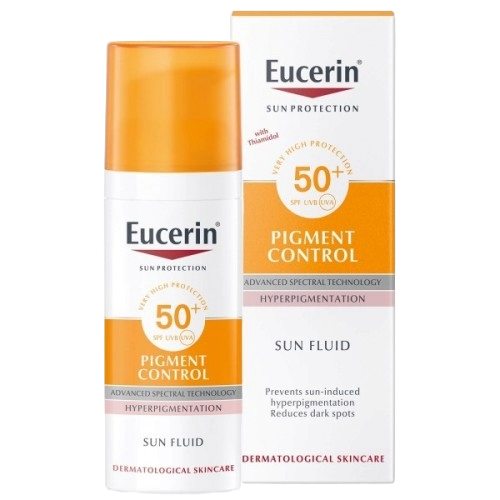 Eucerin®
SUN PROTECTION
VERY HIGH PROTECTION
50+
SPF UVB UVA
PIGMENT
CONTROL
ADVANCED SPECTRAL TECHNOLOGY
HYPERPIGMENTATION
SUN FLUID
DERMATOLOGICAL SKINCARE
Eucerin®
SUN PROTECTION
with
Thiamidol
VERY HIGH PROTECTION
50+
SPF UVB UVA
PIGMENT
CONTROL
ADVANCED SPECTRAL TECHNOLOGY
HYPERPIGMENTATION
SUN FLUID
Prevents sun-induced
hyperpigmentation
Reduces dark spots
DERMATOLOGICAL SKINCARE